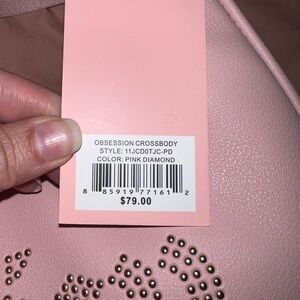 OBSESSION CROSSBODY
STYLE: 11JCD0TJC-PD
COLOR: PINK DIAMOND
8 85919 77161 2
$79.00